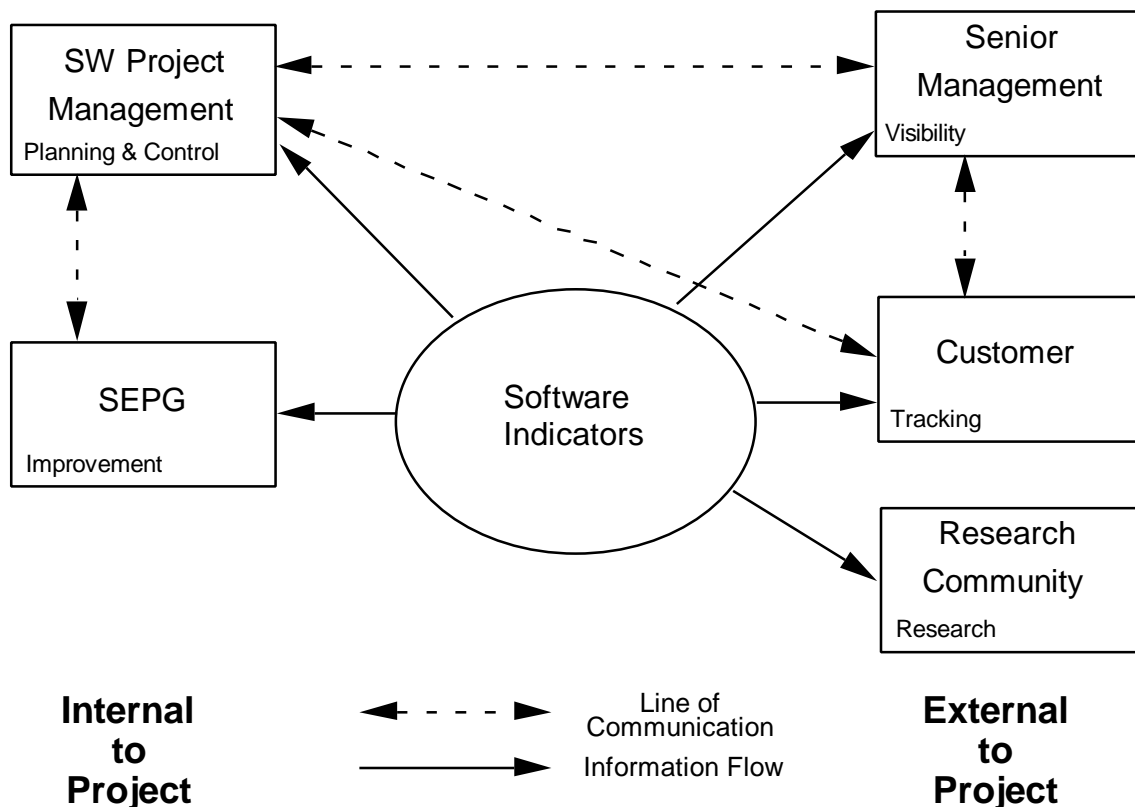 SW Project
Management
Planning & Control
Senior
Management
Visibility
SEPG
Improvement
Software
Indicators
Customer
Tracking
Research
Community
Research
Internal
to
Project
Line of
Communication
Information Flow
External
to
Project